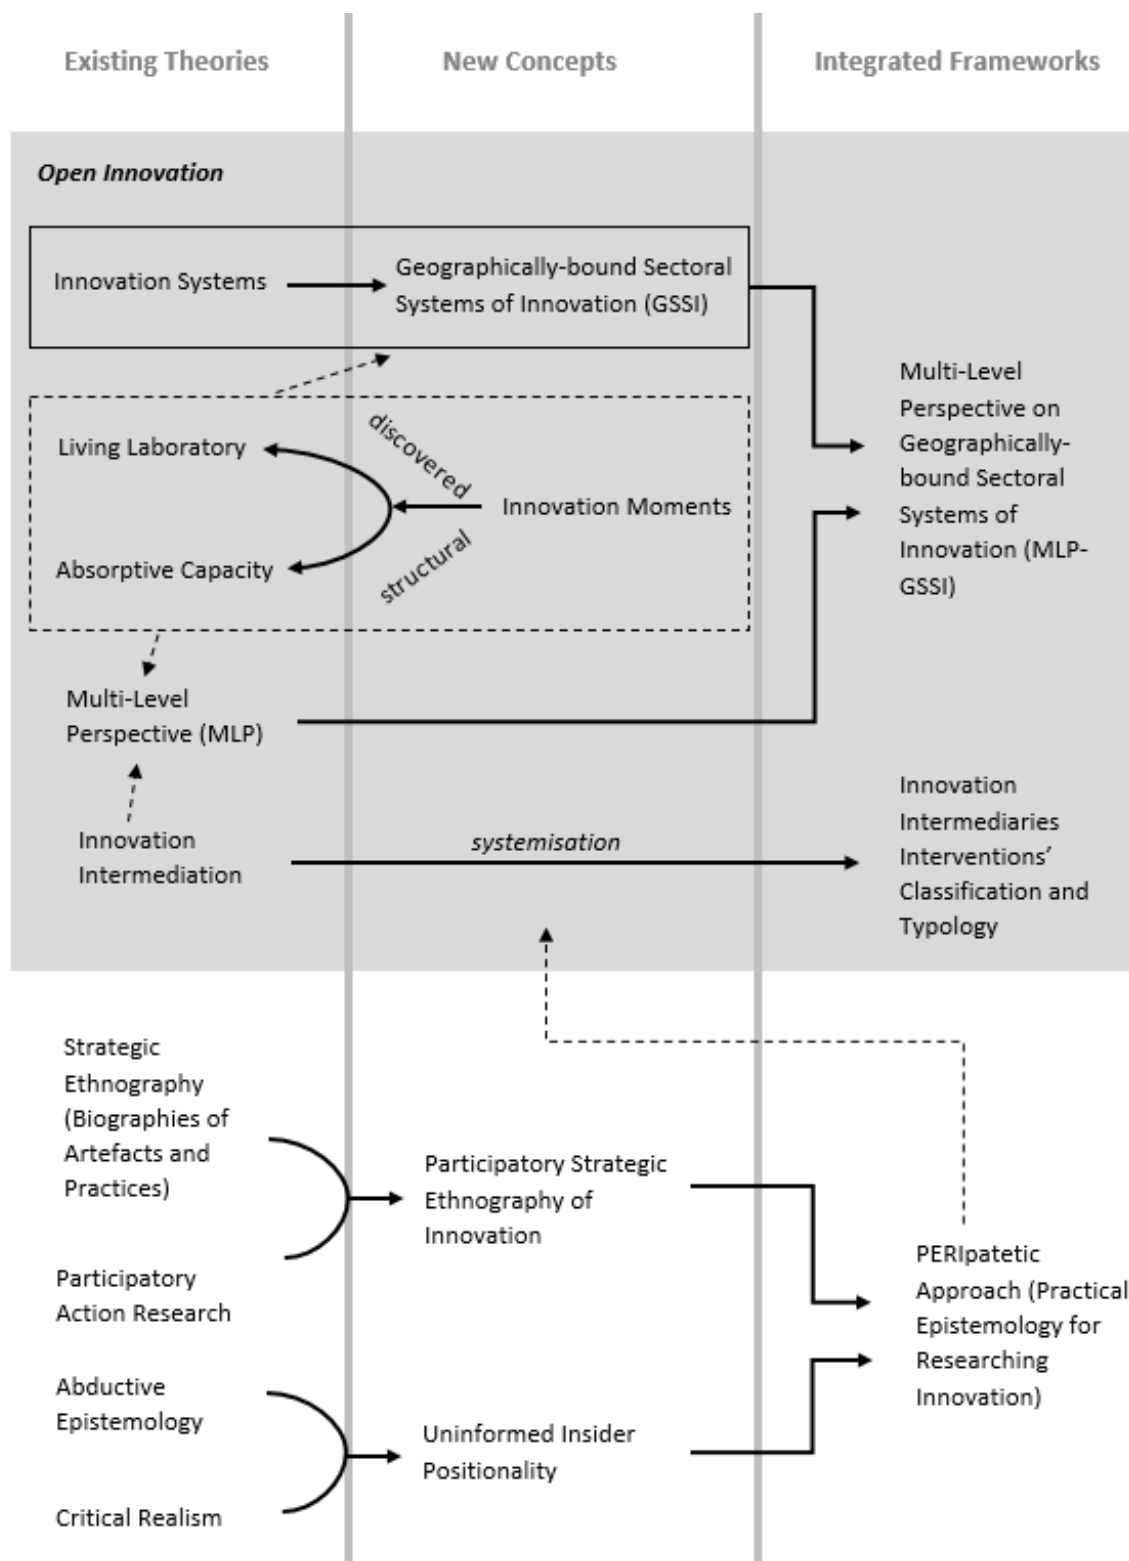 Existing Theories
New Concepts
Integrated Frameworks
Open Innovation
Innovation Systems
Geographically-bound Sectoral
Systems of Innovation (GSSI)
Multi-Level
Perspective on
Geographically-
bound Sectoral
Systems of
Innovation (MLP-
GSSI)
Living Laboratory
discovered
Innovation Moments
structural
Absorptive Capacity
Multi-Level
Perspective (MLP)
Innovation
Intermediation
systemisation
Innovation
Intermediaries
Interventions’
Classification and
Typology
Strategic
Ethnography
(Biographies of
Artefacts and
Practices)
Participatory
Action Research
Participatory Strategic
Ethnography of
Innovation
Abductive
Epistemology
Critical Realism
Uninformed Insider
Positionality
PERIpatetic
Approach (Practical
Epistemology for
Researching
Innovation)